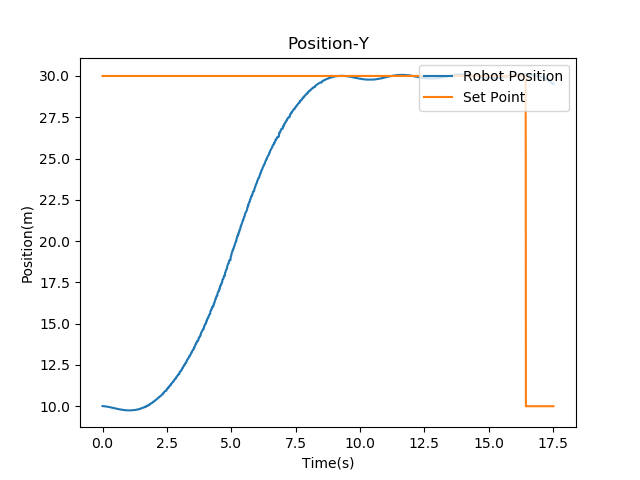 Position-Y
Robot Position
Set Point
30.0
27.5
25.0
22.5
20.0
17.5
15.0
12.5
10.0
Position(m)
0.0 2.5 5.0 7.5 10.0 12.5 15.0 17.5
Time(s)